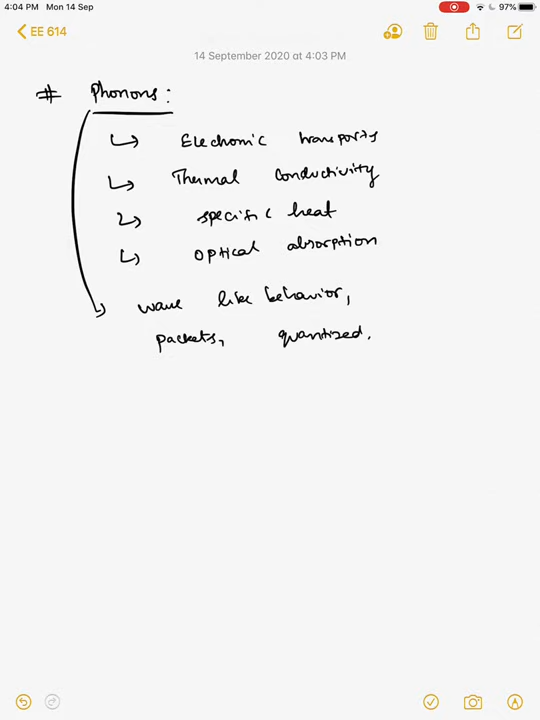 4:04 PM Mon 14 Sep 97%
EE 614
14 September 2020 at 4:03 PM
# Phonons:
↳ Electronic transports
↳ Thermal conductivity
↳ specific heat
↳ optical absorption
↳ wave like behavior,
packets, quantized.